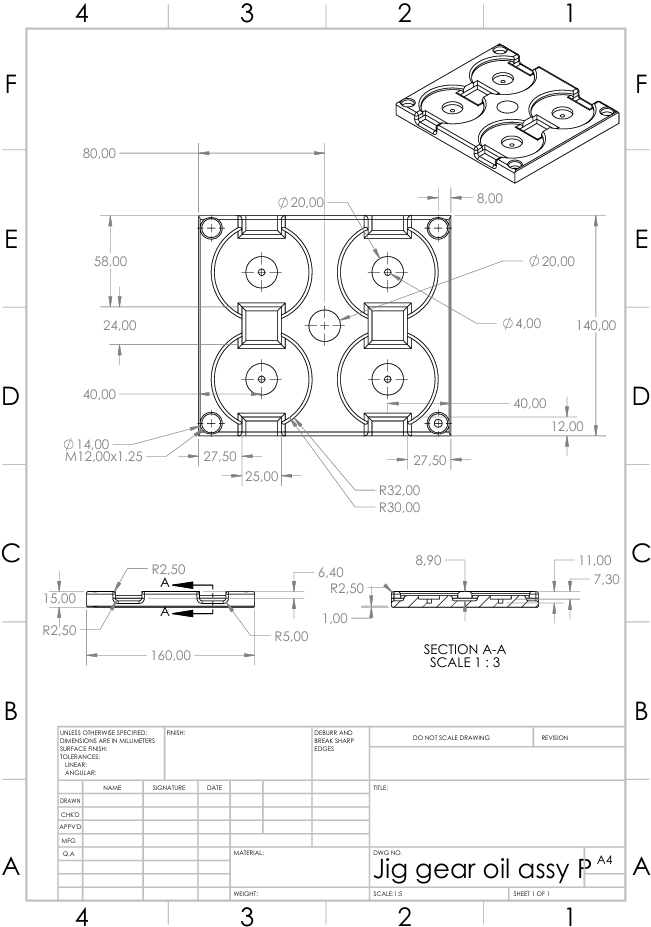 4 3 2 1
F F
80,00
8,00
⌀20,00
E E
58,00
⌀20,00
24,00
⌀4,00
140,00
D D
40,00
40,00
12,00
⌀14,00
M12,00x1.25
27,50
27,50
25,00
R32,00
R30,00
C C
R2,50
A
6,40
8,90
11,00
7,30
R2,50
15,00
A
1,00
R2,50
R5,00
160,00
SECTION A-A
SCALE 1 : 3
B B
UNLESS OTHERWISE SPECIFIED:
DIMENSIONS ARE IN MILLIMETERS
SURFACE FINISH:
TOLERANCES:
LINEAR:
ANGULAR:
FINISH:
DEBURR AND
BREAK SHARP
EDGES
DO NOT SCALE DRAWING
REVISION
NAME SIGNATURE DATE
TITLE:
DRAWN
CHK'D
APPV'D
MFG
Q.A
MATERIAL:
DWG NO.
Jig gear oil assy P
A4
A A
WEIGHT:
SCALE:1:5
SHEET 1 OF 1
4 3 2 1